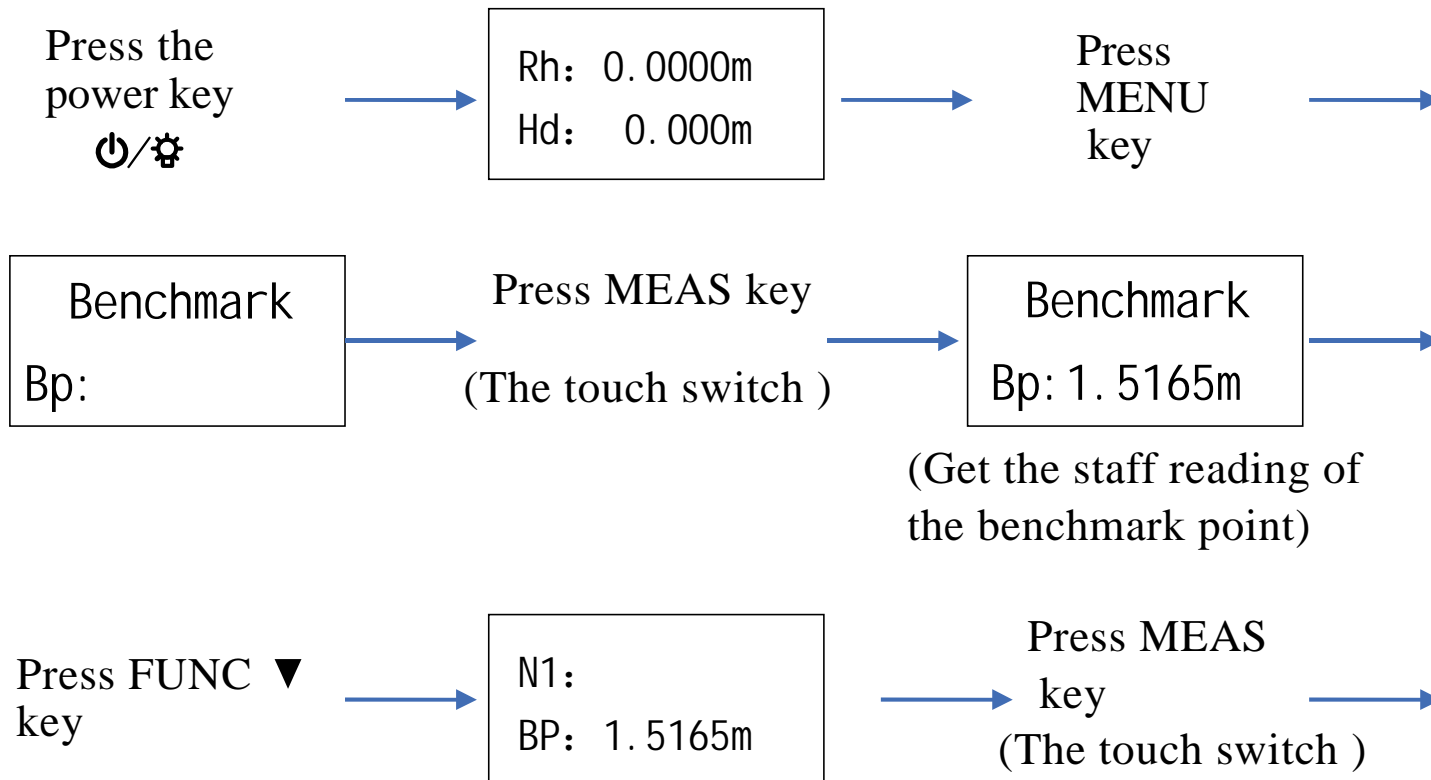 Press the
power key
⏻/
Rh: 0.0000m
Hd: 0.000m
Press
MENU
key
Benchmark
Bp:
Press MEAS key
(The touch switch )
Benchmark
Bp: 1.5165m
(Get the staff reading of
the benchmark point)
Press FUNC ▼
key
N1:
BP: 1.5165m
Press MEAS
key
(The touch switch )